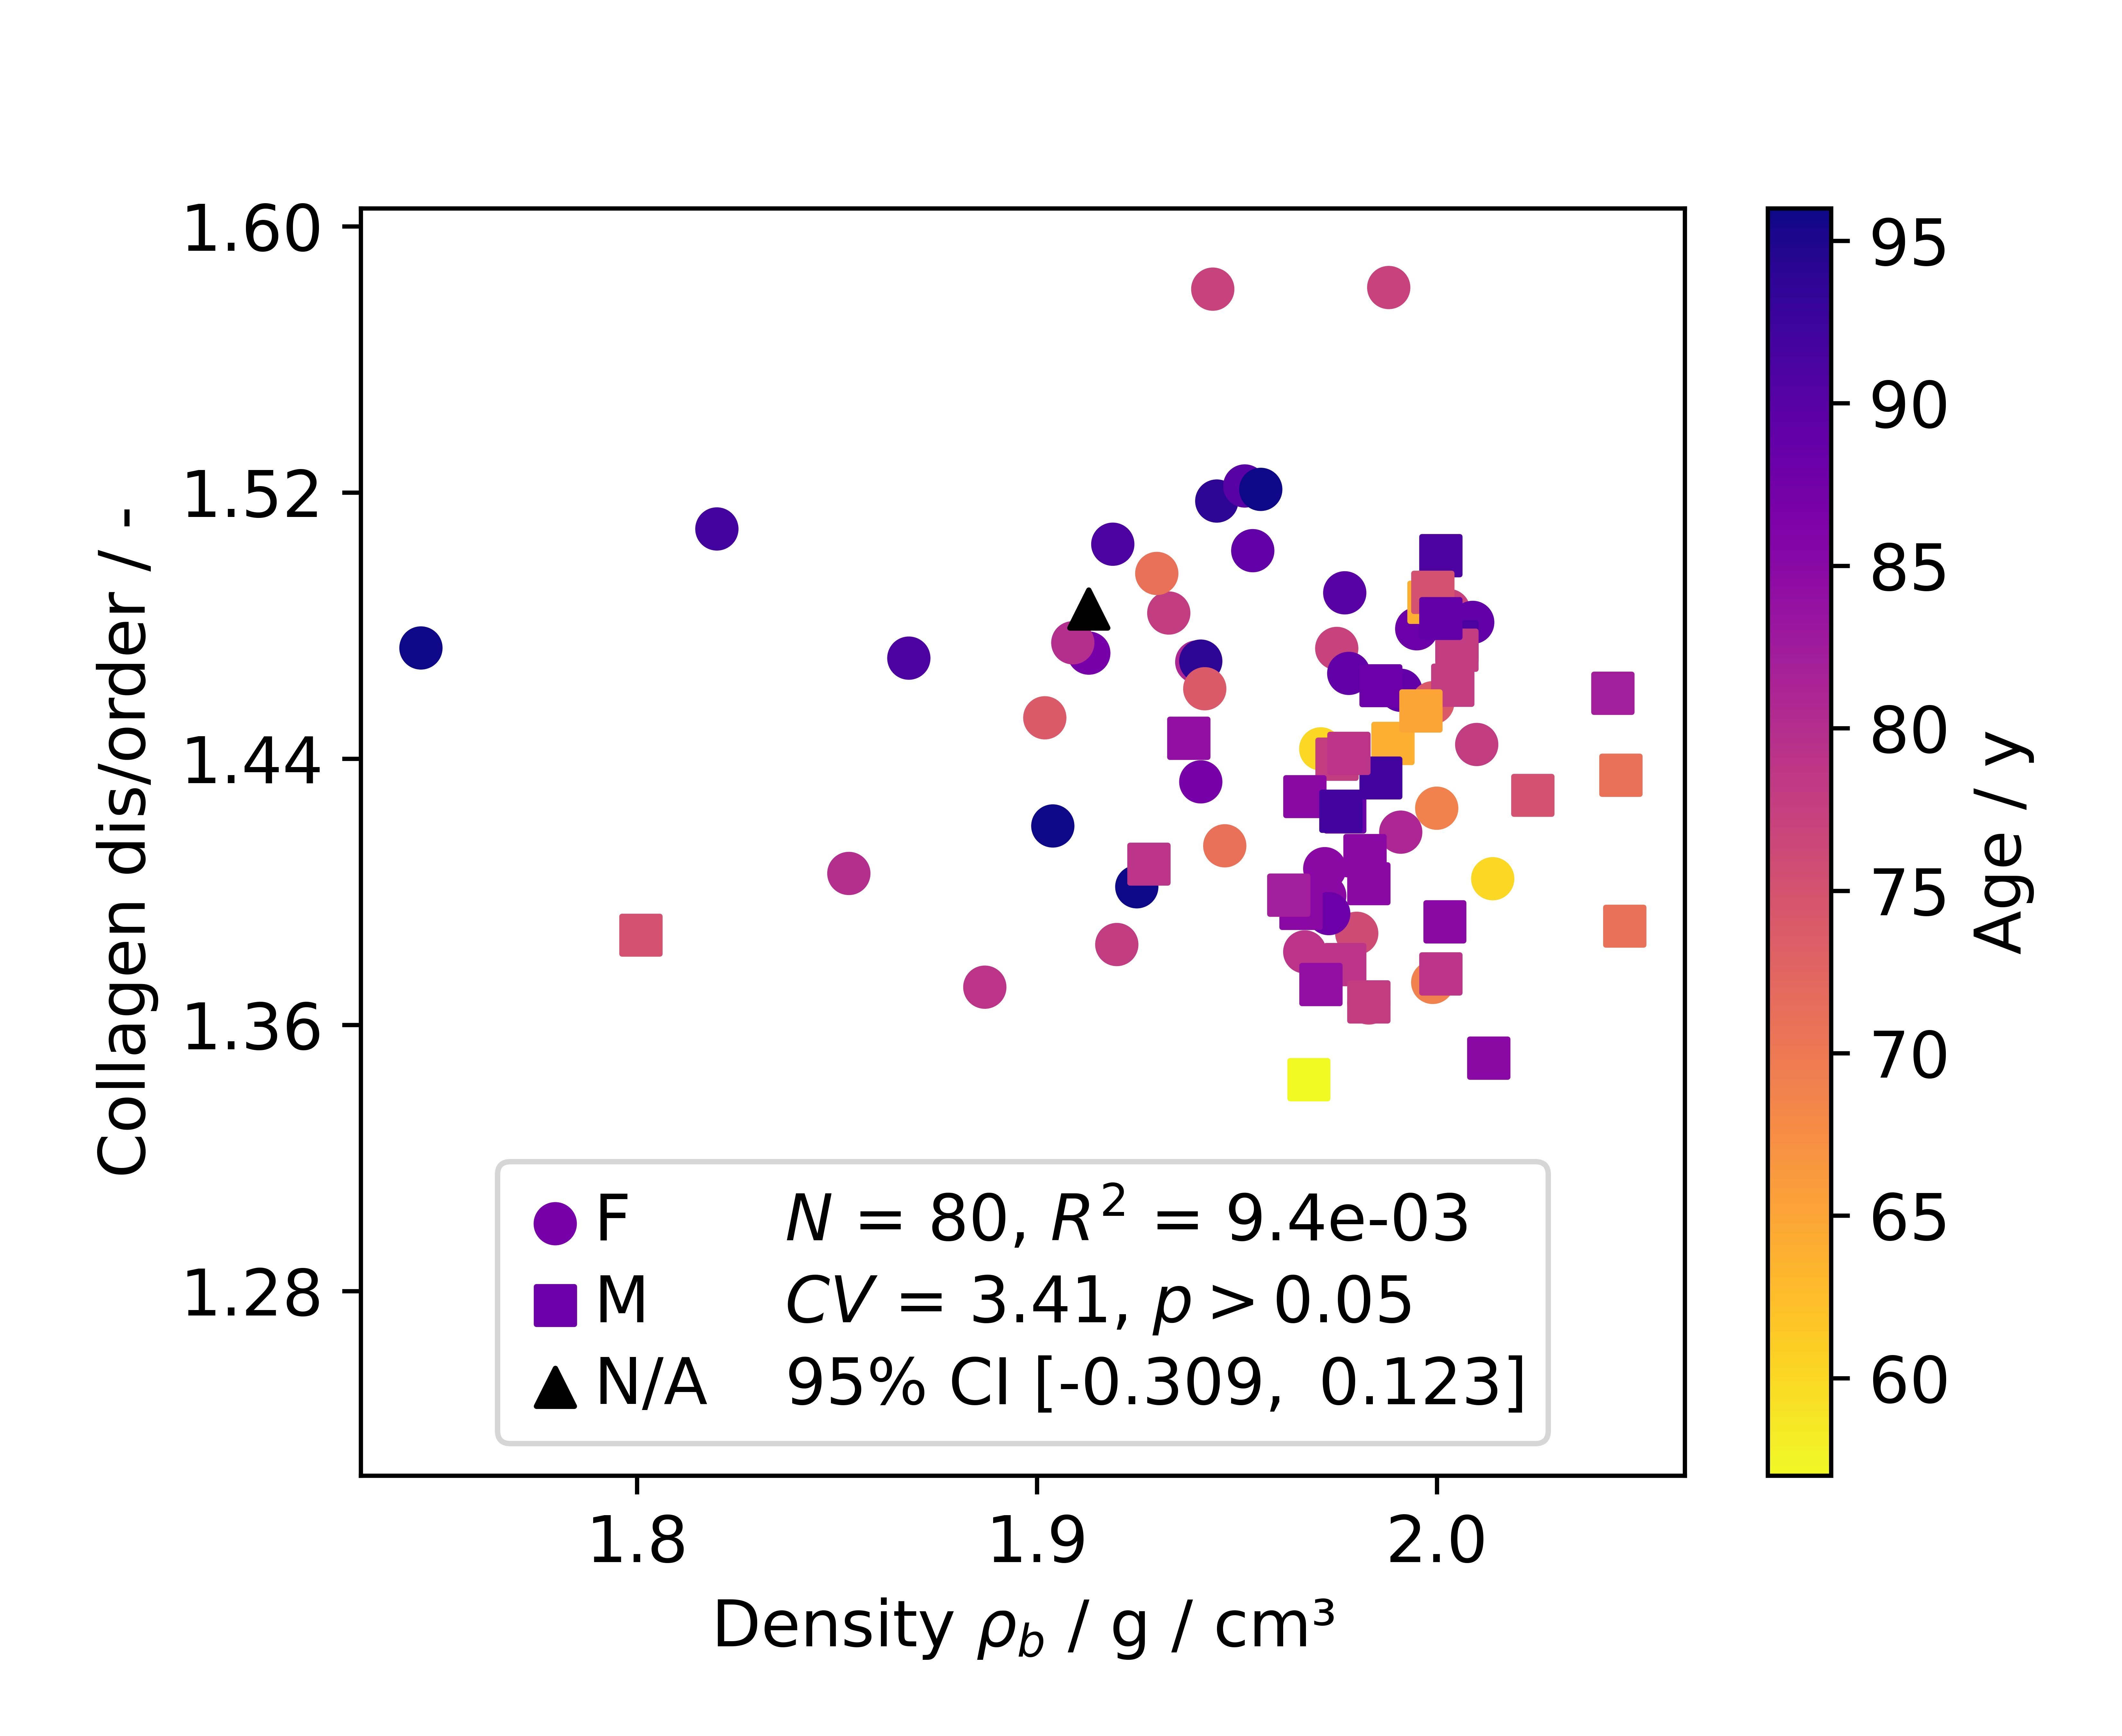 Collagen dis/order / -
1.60
1.52
1.44
1.36
1.28
F
M
N/A
N = 80, R² = 9.4e-03
CV = 3.41, p > 0.05
95% CI [-0.309, 0.123]
1.8
1.9
2.0
Density ρb / g / cm³
95
90
85
80
75
70
65
60
Age / y